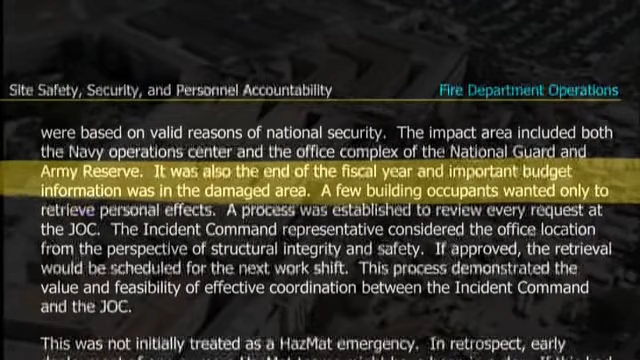 Site Safety, Security, and Personnel Accountability Fire Department Operations
were based on valid reasons of national security. The impact area included both
the Navy operations center and the office complex of the National Guard and
Army Reserve. It was also the end of the fiscal year and important budget
information was in the damaged area. A few building occupants wanted only to
retrieve personal effects. A process was established to review every request at
the JOC. The Incident Command representative considered the office location
from the perspective of structural integrity and safety. If approved, the retrieval
would be scheduled for the next work shift. This process demonstrated the
value and feasibility of effective coordination between the Incident Command
and the JOC.
This was not initially treated as a HazMat emergency. In retrospect, early